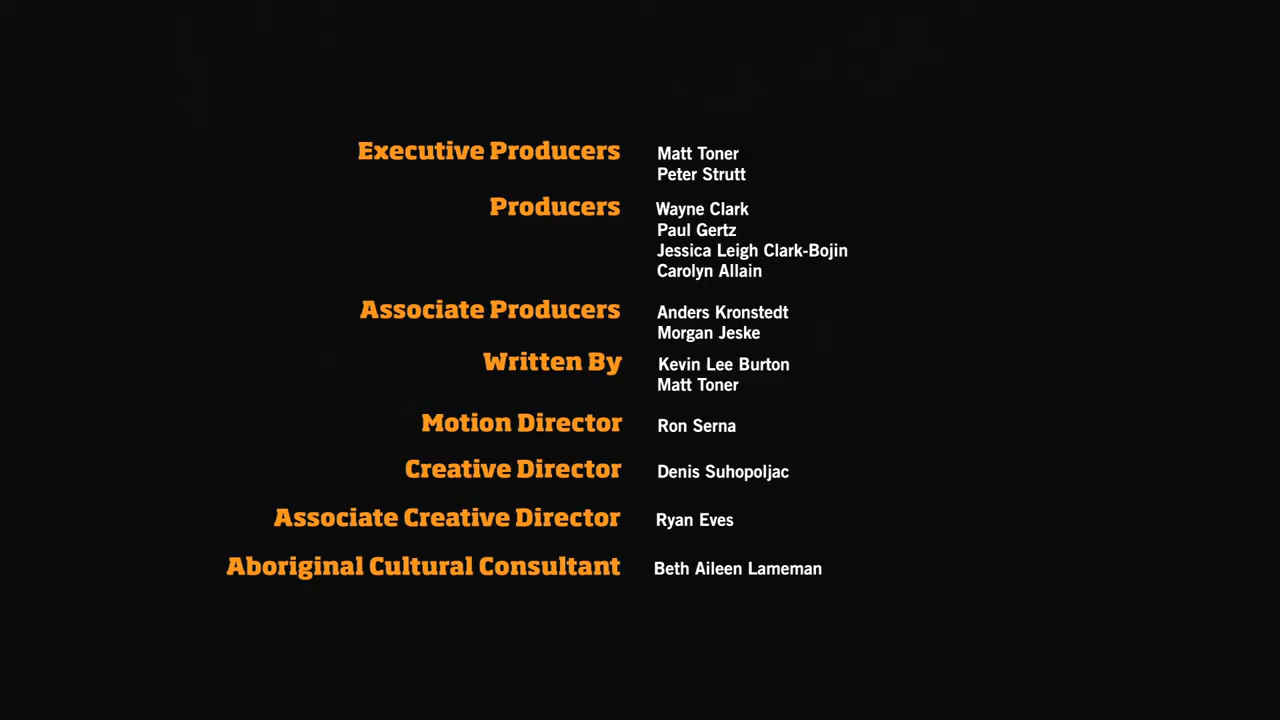 Executive Producers Matt Toner
Peter Strutt
Producers Wayne Clark
Paul Gertz
Jessica Leigh Clark-Bojin
Carolyn Allain
Associate Producers Anders Kronstedt
Morgan Jeske
Written By Kevin Lee Burton
Matt Toner
Motion Director Ron Serna
Creative Director Denis Suhopoljac
Associate Creative Director Ryan Eves
Aboriginal Cultural Consultant Beth Aileen Lameman